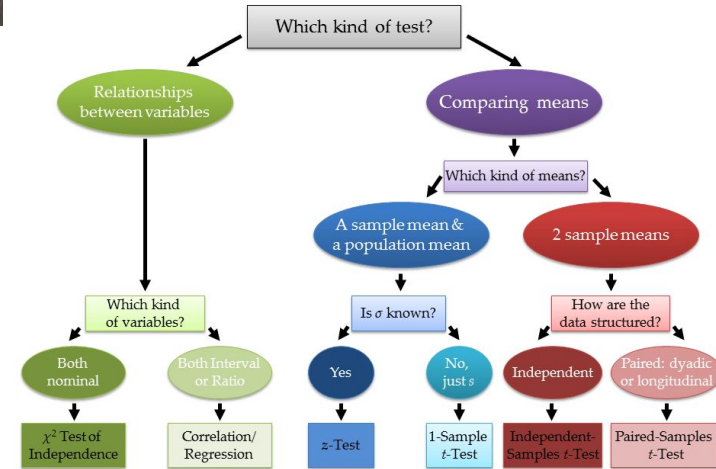 Which kind of test?
Relationships
between variables
Comparing means
Which kind of means?
A sample mean &
a population mean
2 sample means
Which kind
of variables?
Is σ known?
How are the
data structured?
Both
nominal
Both Interval
or Ratio
Yes
No,
just s
Independent
Paired: dyadic
or longitudinal
χ² Test of
Independence
Correlation/
Regression
z-Test
1-Sample
t-Test
Independent-
Samples t-Test
Paired-Samples
t-Test